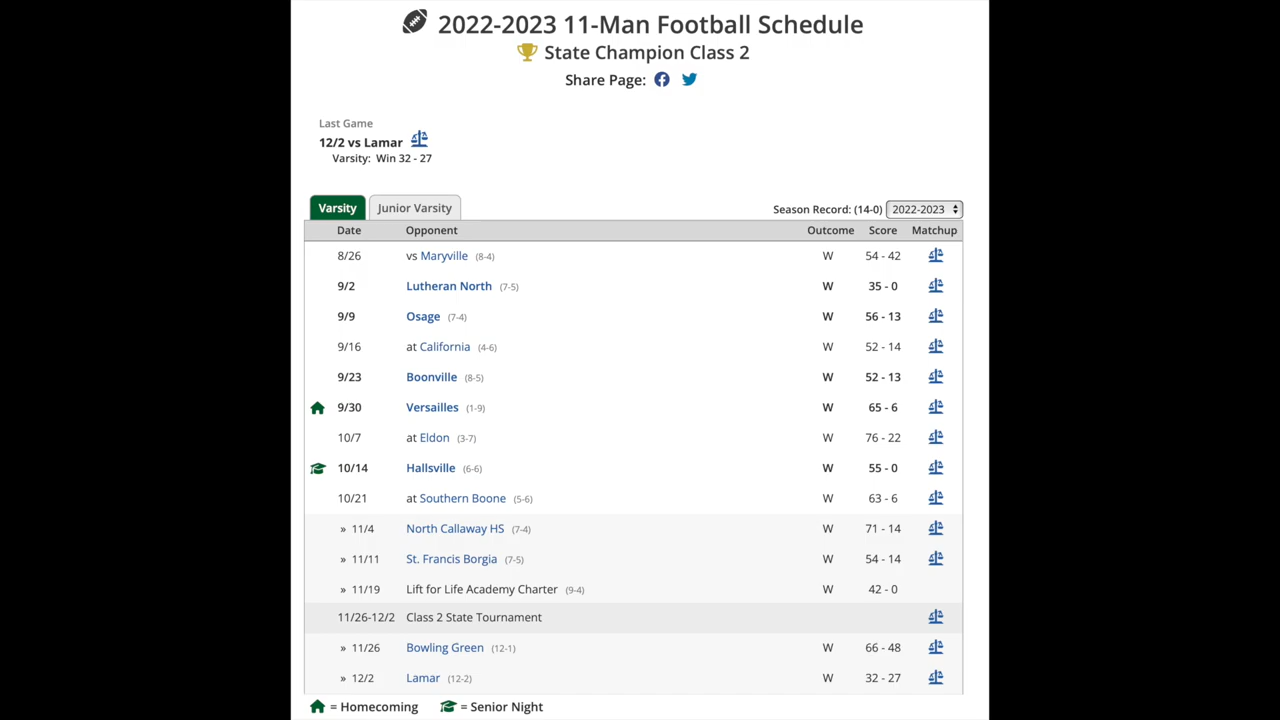 2022-2023 11-Man Football Schedule
State Champion Class 2
Share Page:
Last Game
12/2 vs Lamar
Varsity: Win 32 - 27
Varsity Junior Varsity Season Record: (14-0) 2022-2023
Date Opponent Outcome Score Matchup
8/26 vs Maryville (8-4) W 54 - 42
9/2 Lutheran North (7-5) W 35 - 0
9/9 Osage (7-4) W 56 - 13
9/16 at California (4-6) W 52 - 14
9/23 Boonville (8-5) W 52 - 13
9/30 Versailles (1-9) W 65 - 6
10/7 at Eldon (3-7) W 76 - 22
10/14 Hallsville (6-6) W 55 - 0
10/21 at Southern Boone (5-6) W 63 - 6
» 11/4 North Callaway HS (7-4) W 71 - 14
» 11/11 St. Francis Borgia (7-5) W 54 - 14
» 11/19 Lift for Life Academy Charter (9-4) W 42 - 0
11/26-12/2 Class 2 State Tournament
» 11/26 Bowling Green (12-1) W 66 - 48
» 12/2 Lamar (12-2) W 32 - 27
= Homecoming = Senior Night